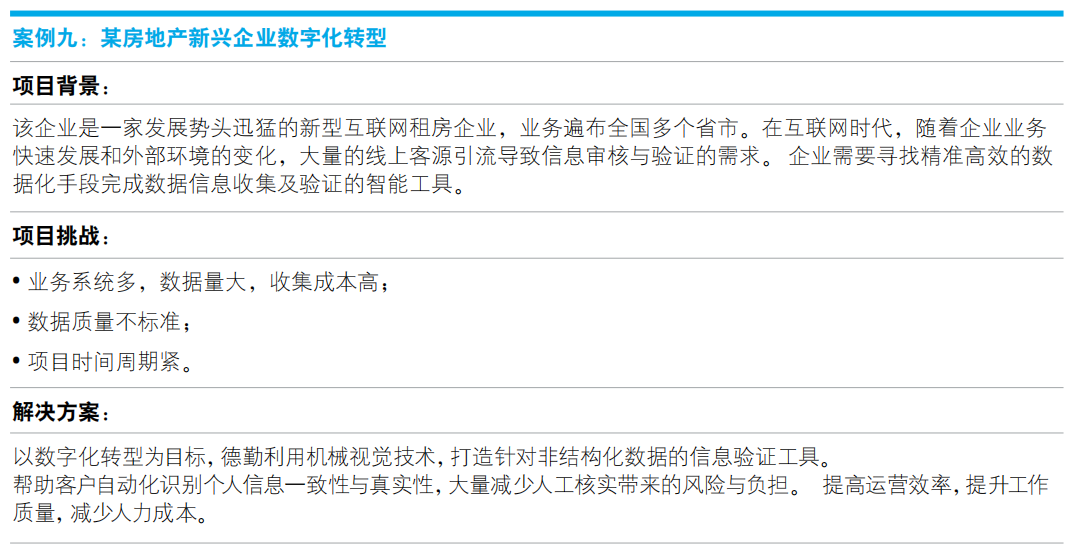 案例九：某房地产新兴企业数字化转型
项目背景：
该企业是一家发展势头迅猛的新型互联网租房企业，业务遍布全国多个省市。在互联网时代，随着企业业务
快速发展和外部环境的变化，大量的线上客源引流导致信息审核与验证的需求。 企业需要寻找精准高效的数
据化手段完成数据信息收集及验证的智能工具。
项目挑战：
• 业务系统多，数据量大，收集成本高；
• 数据质量不标准；
• 项目时间周期紧。
解决方案：
以数字化转型为目标，德勤利用机械视觉技术，打造针对非结构化数据的信息验证工具。
帮助客户自动化识别个人信息一致性与真实性，大量减少人工核实带来的风险与负担。 提高运营效率，提升工作
质量，减少人力成本。